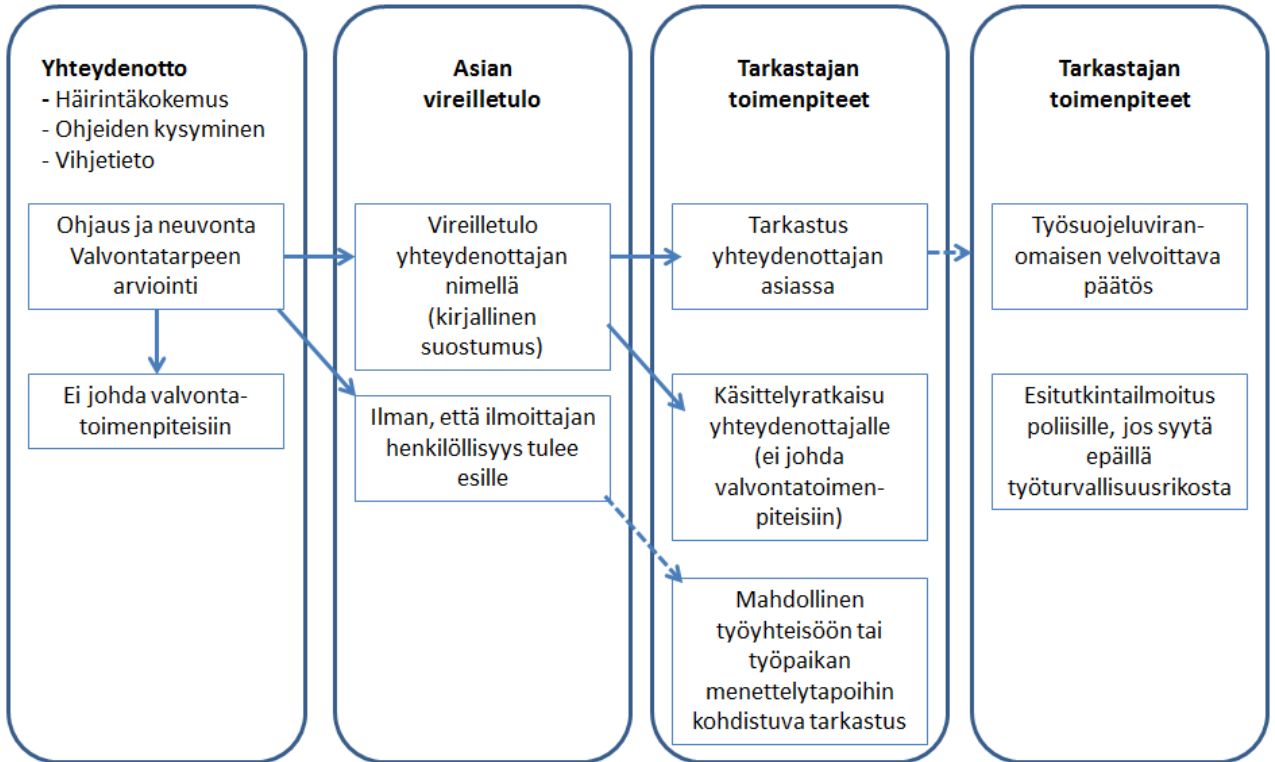 Yhteydenotto
- Häirintäkokemus
- Ohjeiden kysyminen
- Vihjetieto
Ohjaus ja neuvonta
Valvontatarpeen
arviointi
Ei johda valvonta-
toimenpiteisiin
Asian
vireilletulo
Vireilletulo
yhteydenottajan
nimellä
(kirjallinen
suostumus)
Ilman, että ilmoittajan
henkilöllisyys tulee
esille
Tarkastajan
toimenpiteet
Tarkastus
yhteydenottajan
asiassa
Käsittelyratkaisu
yhteydenottajalle
(ei johda
valvontatoimen-
piteisiin)
Mahdollinen
työyhteisöön tai
työpaikan
menettelytapoihin
kohdistuva tarkastus
Tarkastajan
toimenpiteet
Työsuojeluviran-
omaisen velvoittava
päätös
Esitutkintailmoitus
poliisille, jos syytä
epäillä
työturvallisuusrikosta